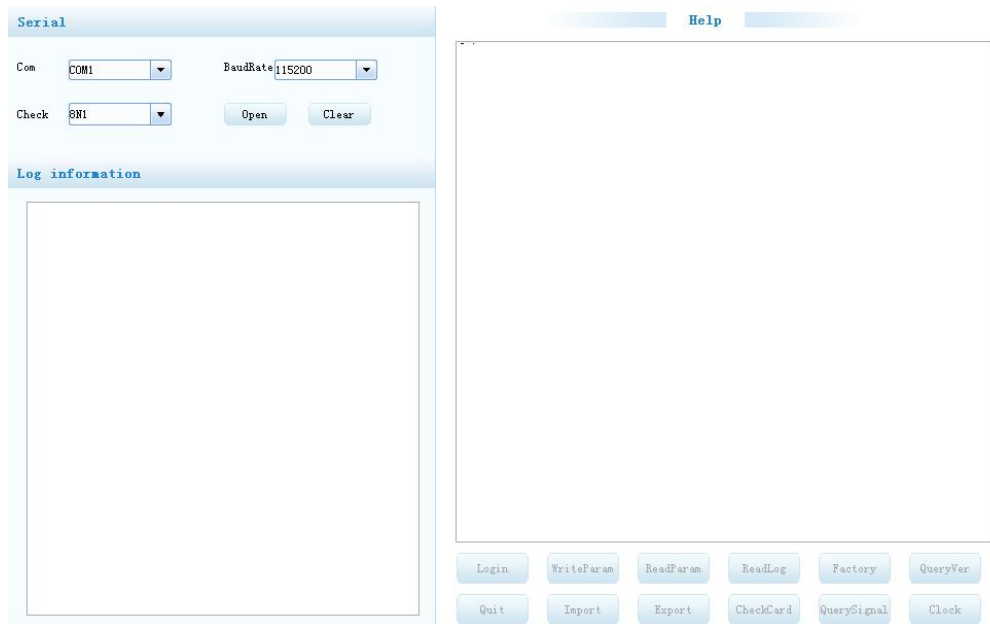 Serial
Com COM1 BaudRate 115200
Check 8N1 Open Clear
Log information
Help
Login WriteParam ReadParam ReadLog Factory QueryVer
Quit Import Export CheckCard QuerySignal Clock